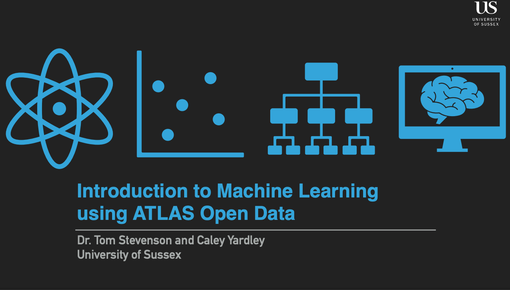 US
UNIVERSITY
OF SUSSEX
Introduction to Machine Learning
using ATLAS Open Data
Dr. Tom Stevenson and Caley Yardley
University of Sussex